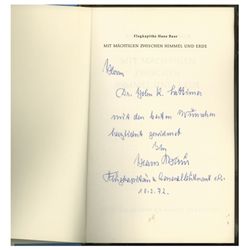 Flugkapitän Hans Baur
MIT MÄCHTIGEN ZWISCHEN HIMMEL UND ERDE
Herrn
Dr. John K. Lattimer
mit den besten Wünschen
herzlichst gewidmet
Ihr
Hans Baur
Flugkapitän u. Generalleutnant a.D.
18.2.72.